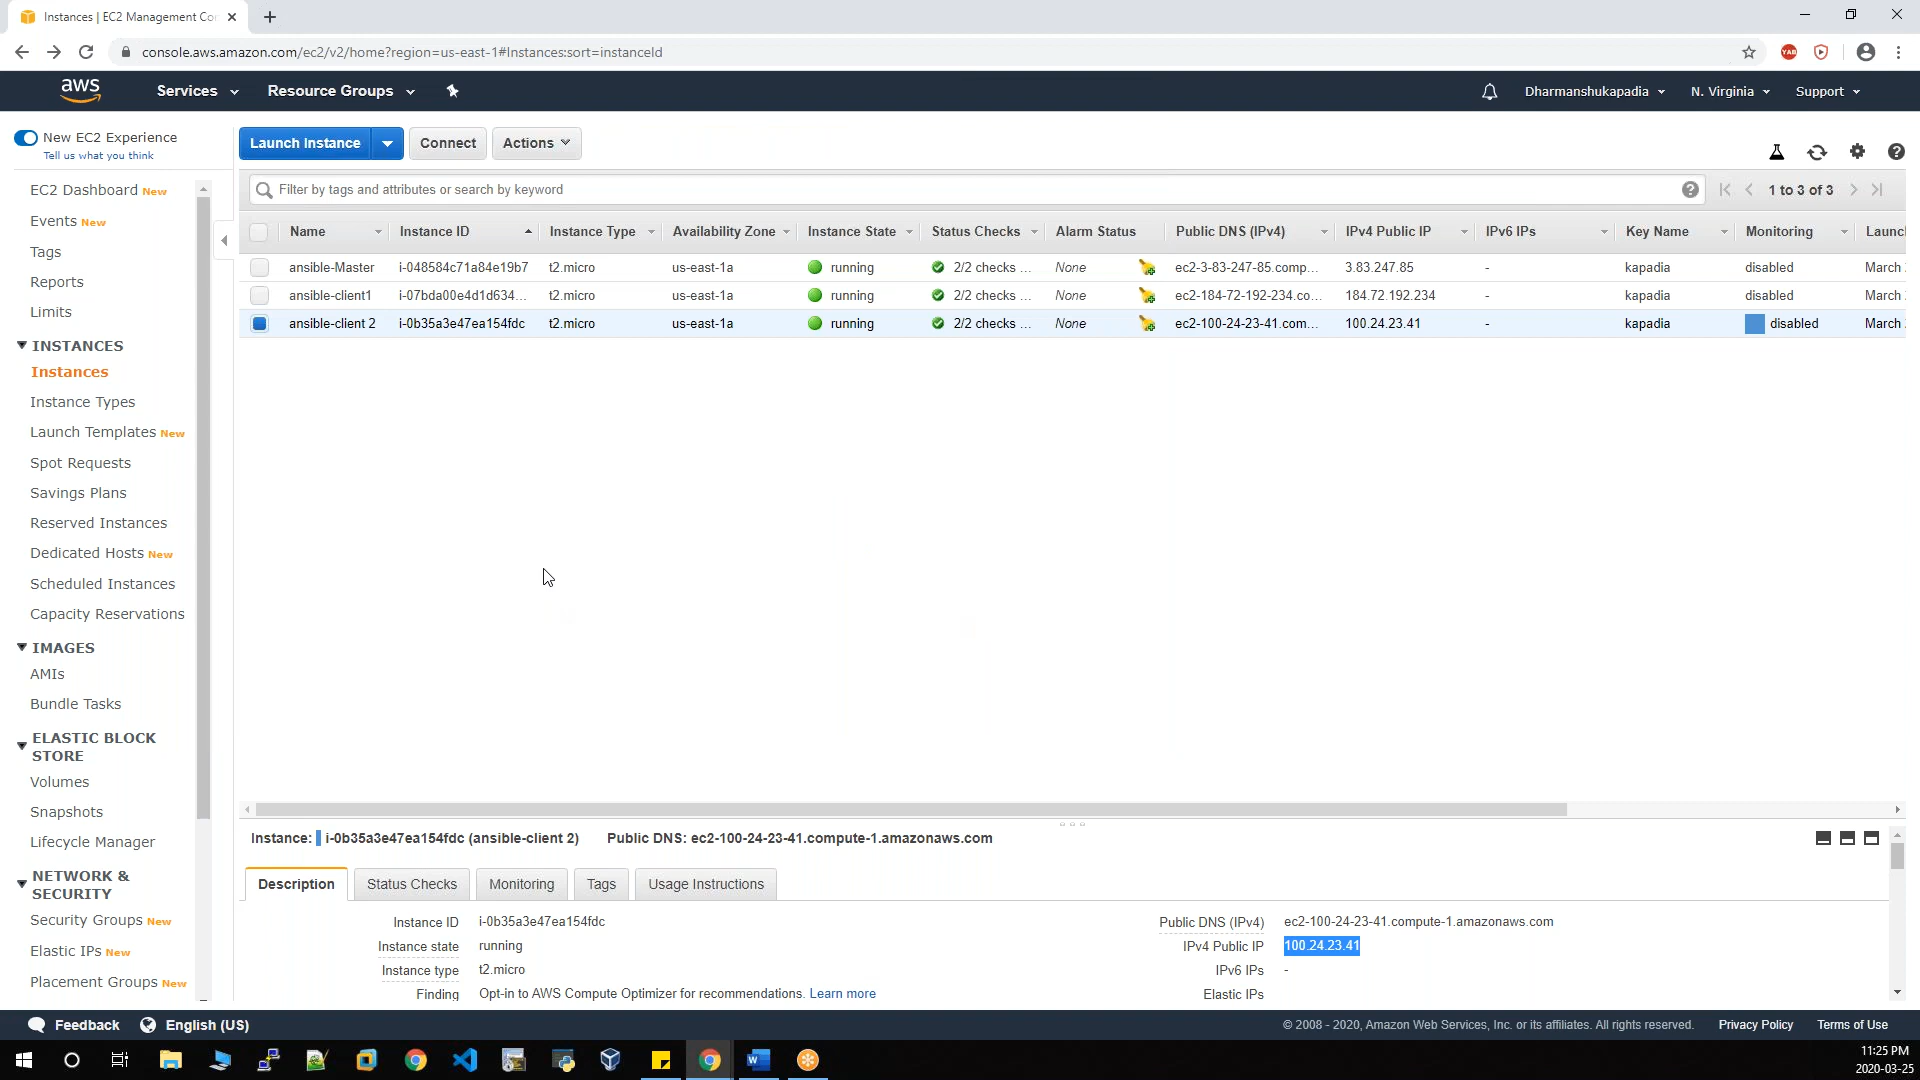 Instances | EC2 Management Con
console.aws.amazon.com/ec2/v2/home?region=us-east-1#Instances:sort=instanceId
YAB
aws
Services
Resource Groups
Dharmanshukapadia
N. Virginia
Support
New EC2 Experience
Tell us what you think
Launch Instance
Connect
Actions
EC2 Dashboard New
Events New
Tags
Reports
Limits
INSTANCES
Instances
Instance Types
Launch Templates New
Spot Requests
Savings Plans
Reserved Instances
Dedicated Hosts New
Scheduled Instances
Capacity Reservations
IMAGES
AMIs
Bundle Tasks
ELASTIC BLOCK
STORE
Volumes
Snapshots
Lifecycle Manager
NETWORK &
SECURITY
Security Groups New
Elastic IPs New
Placement Groups New
Filter by tags and attributes or search by keyword
1 to 3 of 3
Name Instance ID Instance Type Availability Zone Instance State Status Checks Alarm Status Public DNS (IPv4) IPv4 Public IP IPv6 IPs Key Name Monitoring Launc
ansible-Master i-048584c71a84e19b7 t2.micro us-east-1a running 2/2 checks ... None ec2-3-83-247-85.comp... 3.83.247.85 - kapadia disabled March
ansible-client1 i-07bda00e4d1d634... t2.micro us-east-1a running 2/2 checks ... None ec2-184-72-192-234.co... 184.72.192.234 - kapadia disabled March
ansible-client 2 i-0b35a3e47ea154fdc t2.micro us-east-1a running 2/2 checks ... None ec2-100-24-23-41.com... 100.24.23.41 - kapadia disabled March
Instance: i-0b35a3e47ea154fdc (ansible-client 2) Public DNS: ec2-100-24-23-41.compute-1.amazonaws.com
Description Status Checks Monitoring Tags Usage Instructions
Instance ID i-0b35a3e47ea154fdc Public DNS (IPv4) ec2-100-24-23-41.compute-1.amazonaws.com
Instance state running IPv4 Public IP 100.24.23.41
Instance type t2.micro IPv6 IPs -
Finding Opt-in to AWS Compute Optimizer for recommendations. Learn more Elastic IPs
Feedback
English (US)
© 2008 - 2020, Amazon Web Services, Inc. or its affiliates. All rights reserved.
Privacy Policy
Terms of Use
11:25 PM
2020-03-25